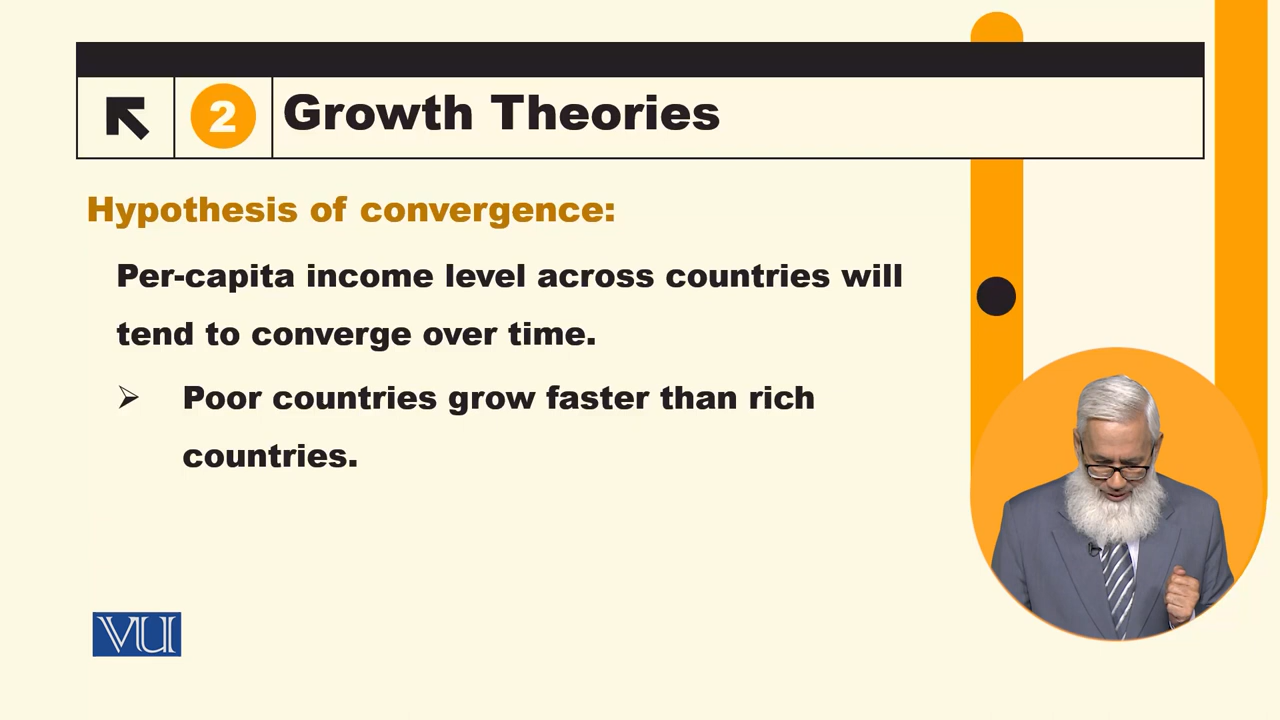 2 Growth Theories
Hypothesis of convergence:
Per-capita income level across countries will
tend to converge over time.
➢ Poor countries grow faster than rich
countries.
VU